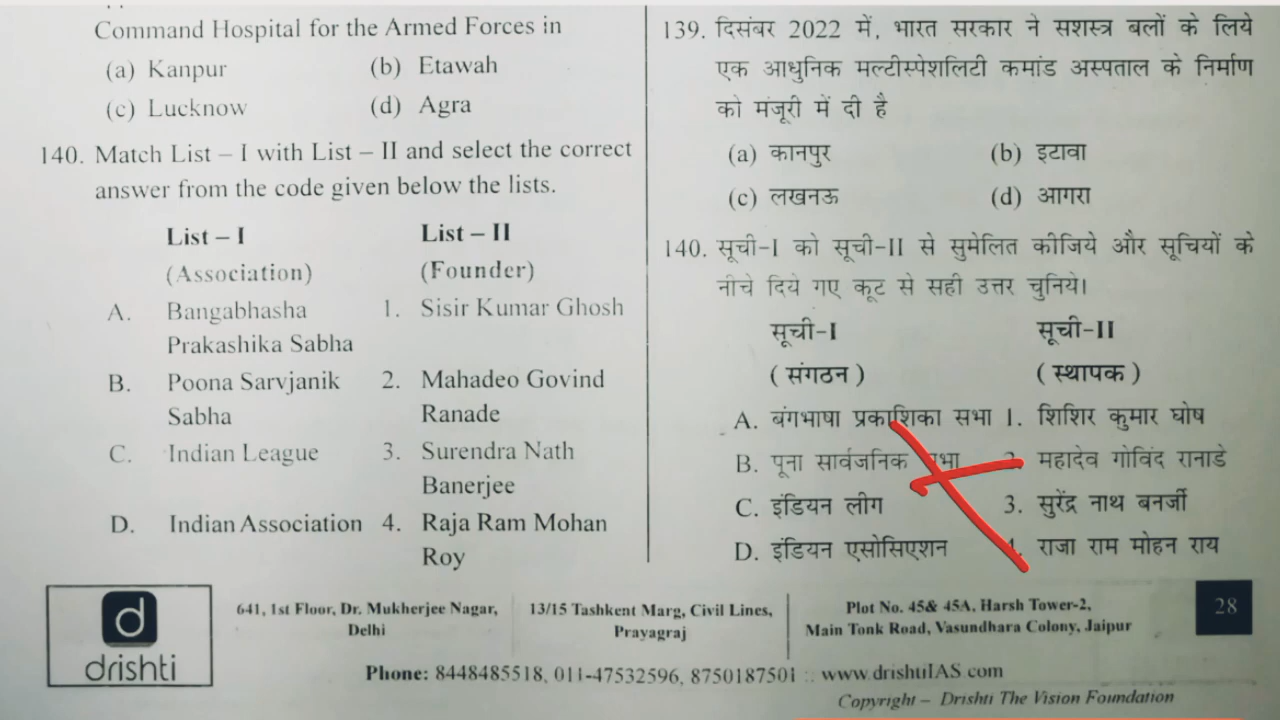 Command Hospital for the Armed Forces in
(a) Kanpur (b) Etawah
(c) Lucknow (d) Agra
140. Match List – I with List – II and select the correct
answer from the code given below the lists.
List – I List – II
(Association) (Founder)
A. Bangabhasha 1. Sisir Kumar Ghosh
Prakashika Sabha
B. Poona Sarvjanik 2. Mahadeo Govind
Sabha Ranade
C. Indian League 3. Surendra Nath
Banerjee
D. Indian Association 4. Raja Ram Mohan
Roy
139. दिसंबर 2022 में, भारत सरकार ने सशस्त्र बलों के लिये
एक आधुनिक मल्टीस्पेशलिटी कमांड अस्पताल के निर्माण
को मंजूरी में दी है
(a) कानपुर (b) इटावा
(c) लखनऊ (d) आगरा
140. सूची-I को सूची-II से सुमेलित कीजिये और सूचियों के
नीचे दिये गए कूट से सही उत्तर चुनिये।
सूची-I सूची-II
(संगठन) (स्थापक)
A. बंगभाषा प्रकाशिका सभा 1. शिशिर कुमार घोष
B. पूना सार्वजनिक सभा 2. महादेव गोविंद रानाडे
C. इंडियन लीग 3. सुरेंद्र नाथ बनर्जी
D. इंडियन एसोसिएशन 4. राजा राम मोहन राय
d
drishti
641, 1st Floor, Dr. Mukherjee Nagar,
Delhi
13/15 Tashkent Marg, Civil Lines,
Prayagraj
Plot No. 45& 45A, Harsh Tower-2,
Main Tonk Road, Vasundhara Colony, Jaipur
28
Phone: 8448485518, 011-47532596, 8750187501 :: www.drishtiIAS.com
Copyright – Drishti The Vision Foundation